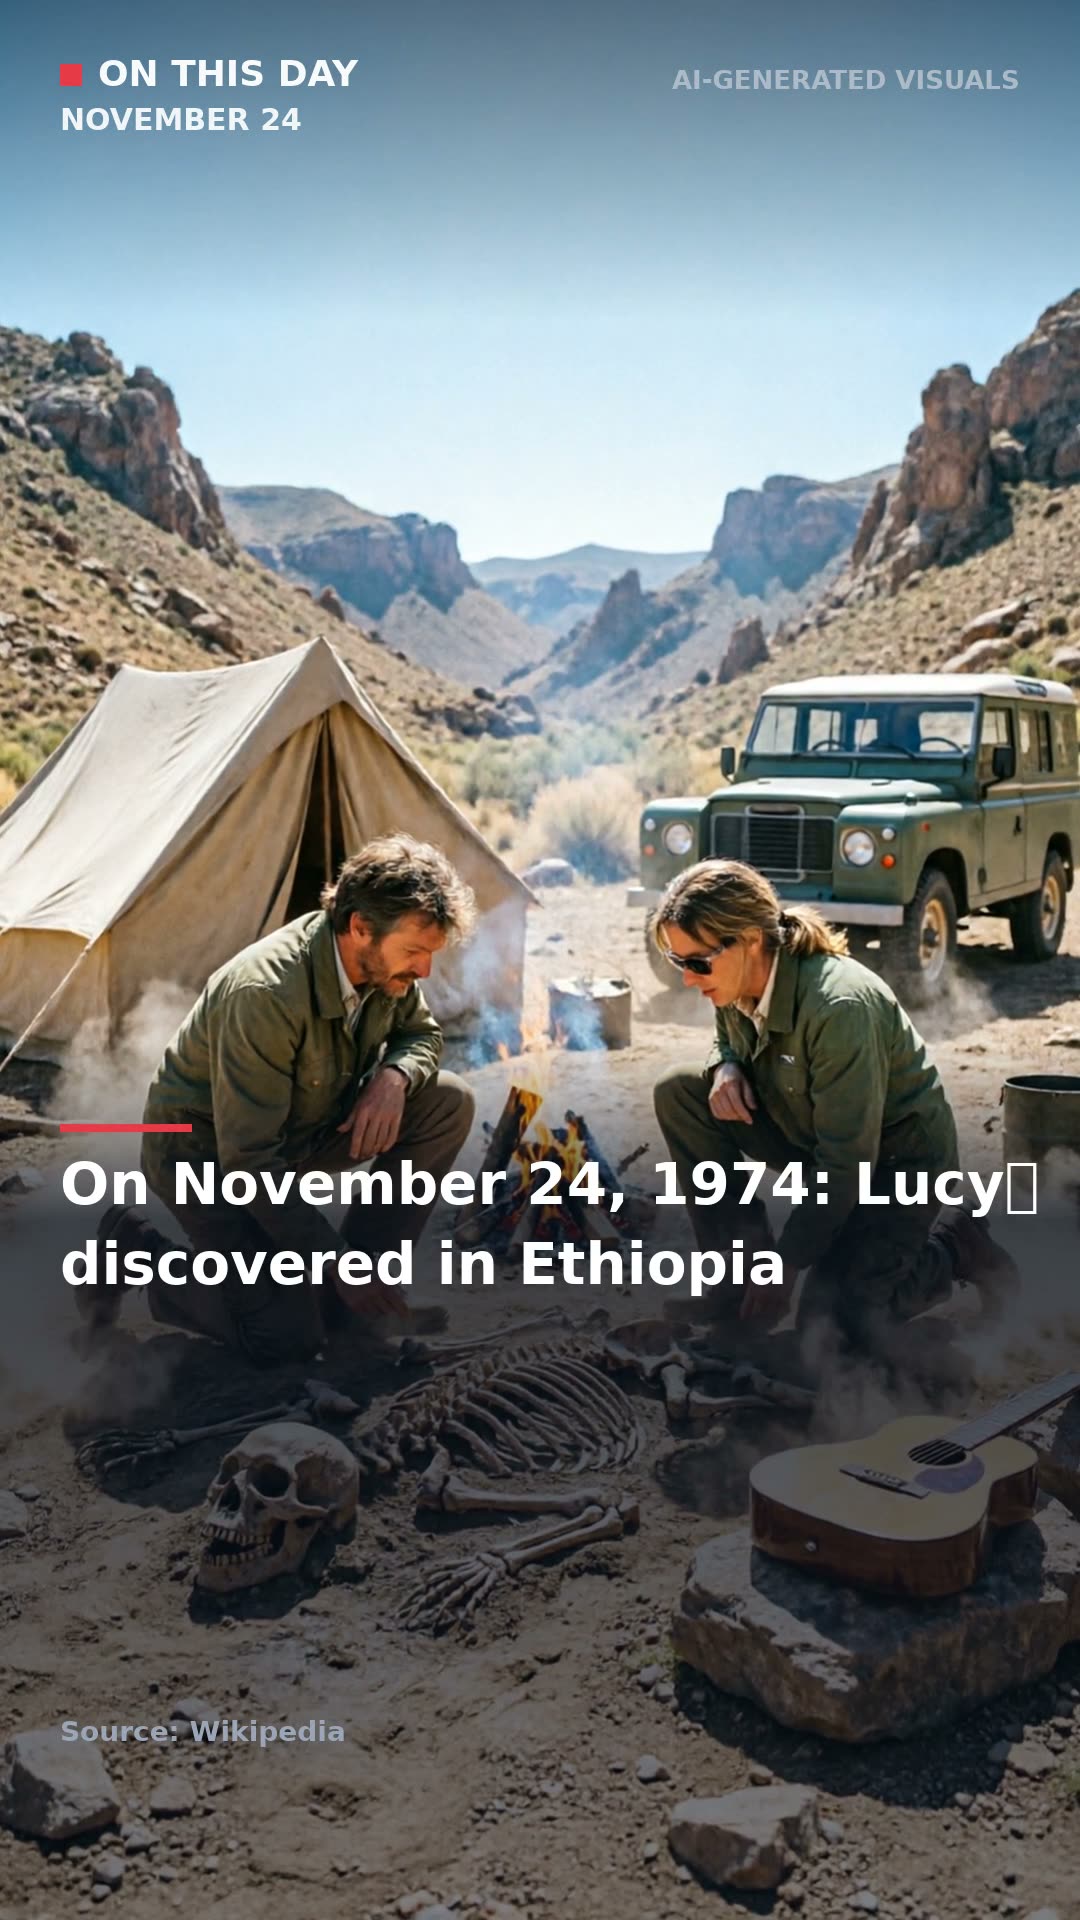 ON THIS DAY
NOVEMBER 24
AI-GENERATED VISUALS
On November 24, 1974: Lucy
discovered in Ethiopia
Source: Wikipedia